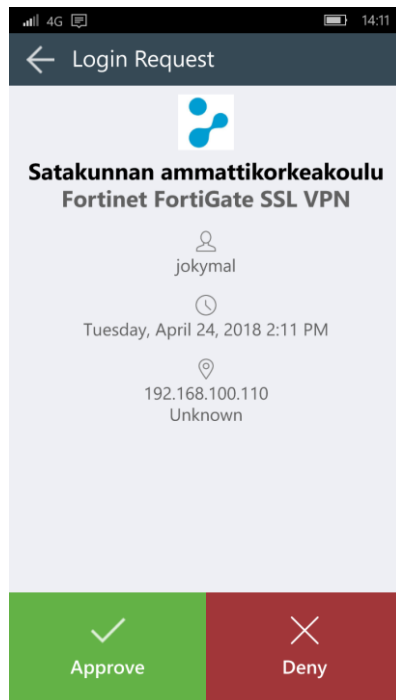 4G 14:11
Login Request
Satakunnan ammattikorkeakoulu
Fortinet FortiGate SSL VPN
jokymal
Tuesday, April 24, 2018 2:11 PM
192.168.100.110
Unknown
Approve Deny